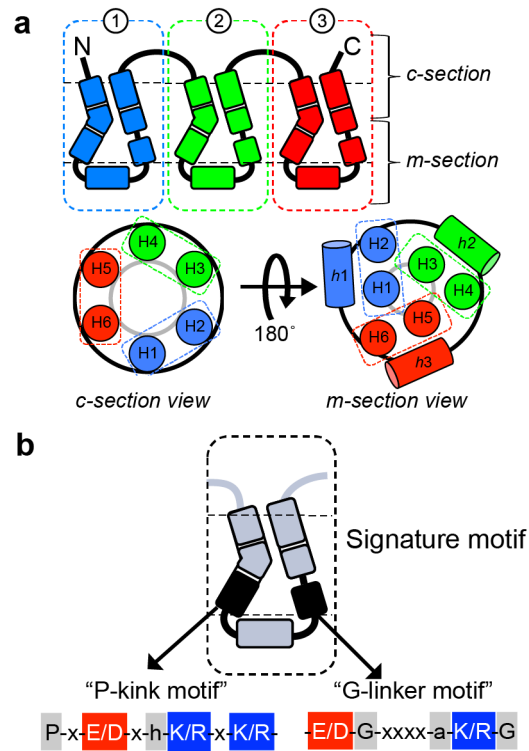 a
1 2 3
N C
c-section
m-section
H4
H5 H3
H6 H2
H1
180°
H2 h2
h1 H3
H1 H4
H5
H6
h3
c-section view m-section view
b
Signature motif
“P-kink motif” “G-linker motif”
P-x-E/D-x-h-K/R-x-K/R- -E/D-G-xxxx-a-K/R-G